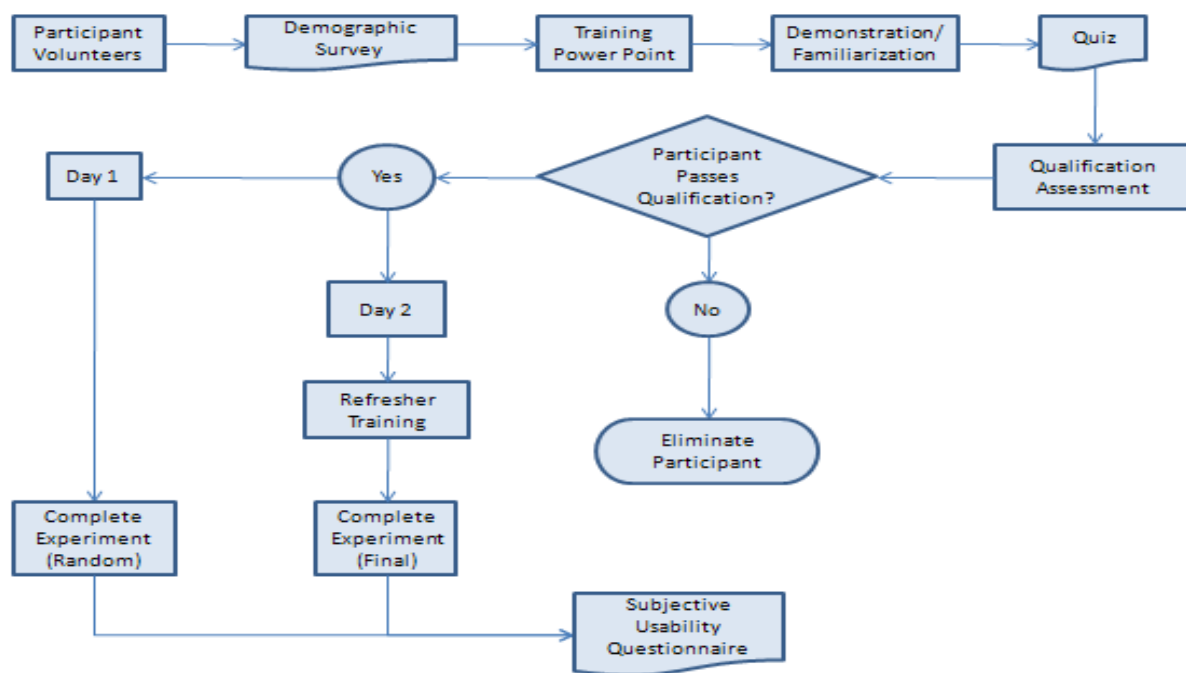 Participant
Volunteers
Demographic
Survey
Training
Power Point
Demonstration/
Familiarization
Quiz
Day 1
Yes
Participant
Passes
Qualification?
Qualification
Assessment
Day 2
No
Refresher
Training
Eliminate
Participant
Complete
Experiment
(Random)
Complete
Experiment
(Final)
Subjective
Usability
Questionnaire